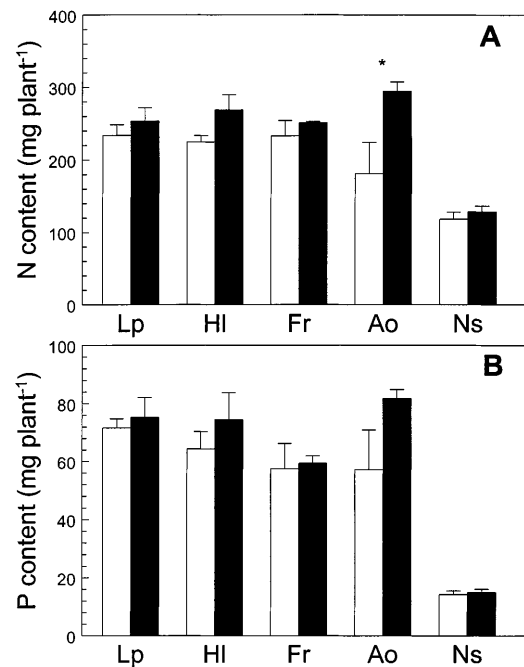 A
N content (mg plant⁻¹)
400
300
200
100
0
*
Lp Hl Fr Ao Ns
B
P content (mg plant⁻¹)
100
80
60
40
20
0
Lp Hl Fr Ao Ns